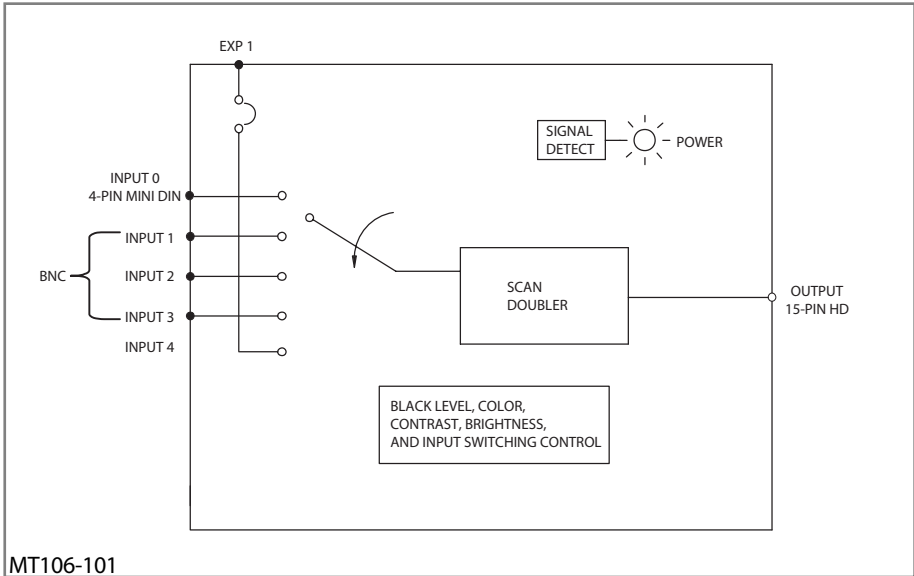 EXP 1
SIGNAL
DETECT
POWER
INPUT 0
4-PIN MINI DIN
INPUT 1
BNC
INPUT 2
INPUT 3
INPUT 4
SCAN
DOUBLER
OUTPUT
15-PIN HD
BLACK LEVEL, COLOR,
CONTRAST, BRIGHTNESS,
AND INPUT SWITCHING CONTROL
MT106-101